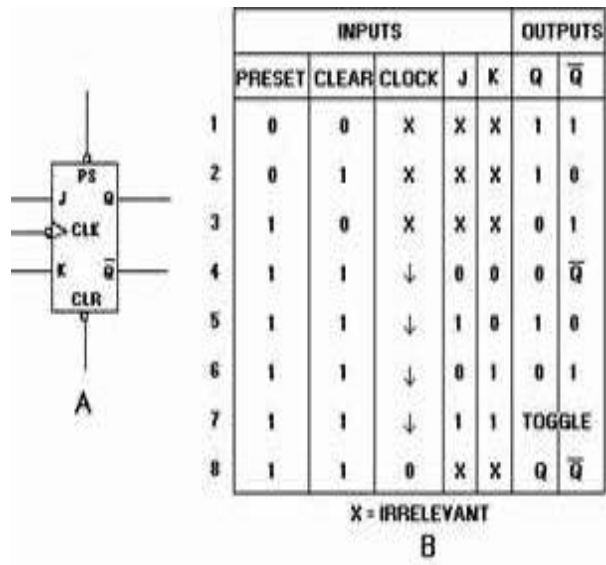 PS
J Q
CLK
K Q̅
CLR
A
INPUTS OUTPUTS
PRESET CLEAR CLOCK J K Q Q̅
1 0 0 X X X 1 1
2 0 1 X X X 1 0
3 1 0 X X X 0 1
4 1 1 ↓ 0 0 0 Q̅
5 1 1 ↓ 1 0 1 0
6 1 1 ↓ 0 1 0 1
7 1 1 ↓ 1 1 TOGGLE
8 1 1 0 X X Q Q̅
X = IRRELEVANT
B